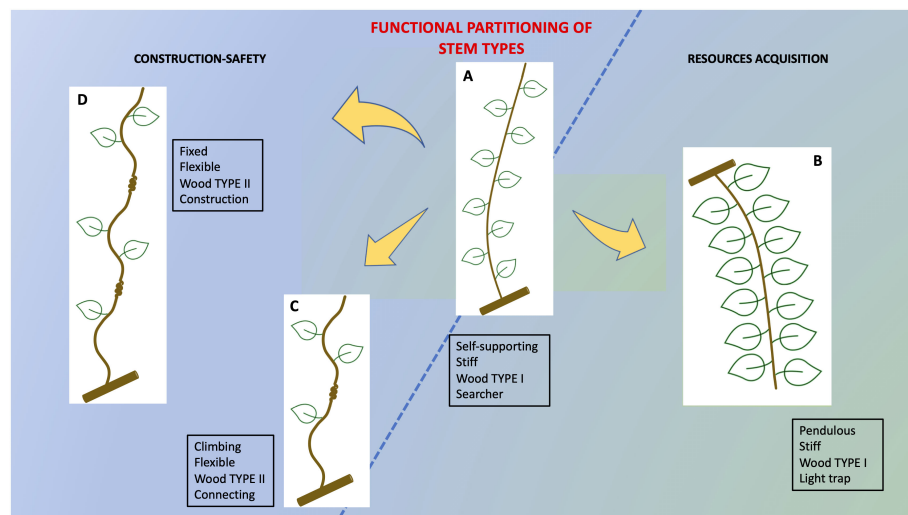 FUNCTIONAL PARTITIONING OF
STEM TYPES
CONSTRUCTION-SAFETY
RESOURCES ACQUISITION
A
D
Fixed
Flexible
Wood TYPE II
Construction
B
C
Self-supporting
Stiff
Wood TYPE I
Searcher
Climbing
Flexible
Wood TYPE II
Connecting
Pendulous
Stiff
Wood TYPE I
Light trap